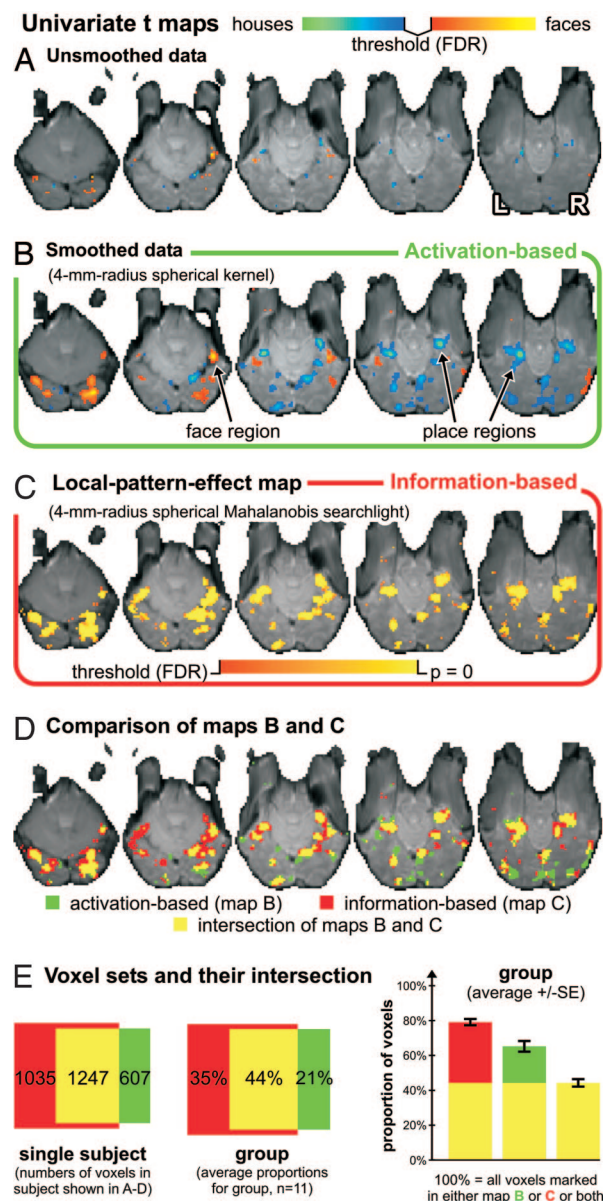 Univariate t maps
houses
faces
threshold (FDR)
A Unsmoothed data
L R
B Smoothed data
Activation-based
(4-mm-radius spherical kernel)
face region
place regions
C Local-pattern-effect map
Information-based
(4-mm-radius spherical Mahalanobis searchlight)
threshold (FDR)
p = 0
D Comparison of maps B and C
activation-based (map B)
information-based (map C)
intersection of maps B and C
E Voxel sets and their intersection
1035 1247 607
single subject
(numbers of voxels in
subject shown in A-D)
35% 44% 21%
group
(average proportions
for group, n=11)
group
(average +/-SE)
proportion of voxels
100%
80%
60%
40%
20%
0%
100% = all voxels marked
in either map B or C or both